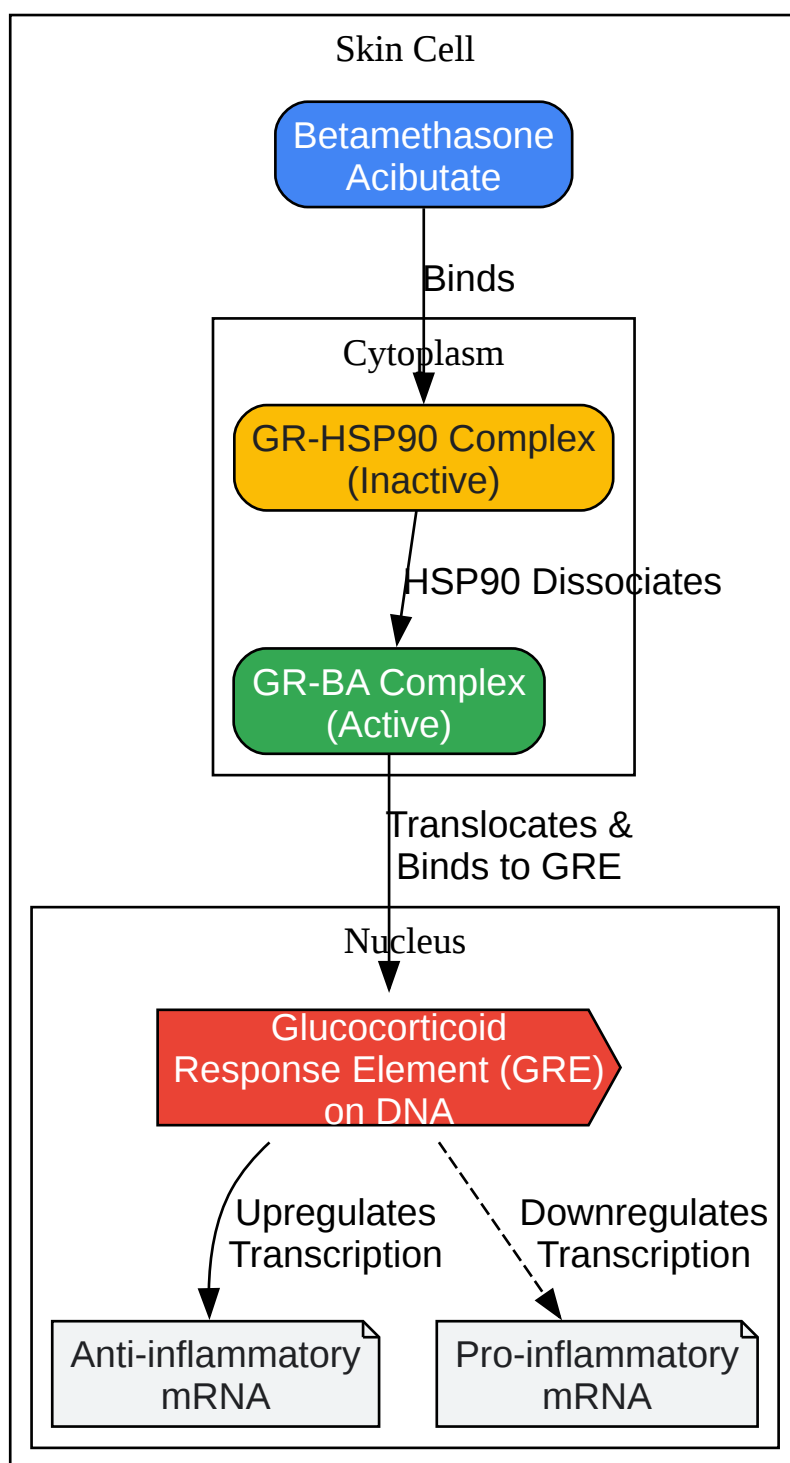 Skin Cell
Betamethasone
Acibutate
Binds
Cytoplasm
GR-HSP90 Complex
(Inactive)
HSP90 Dissociates
GR-BA Complex
(Active)
Translocates &
Binds to GRE
Nucleus
Glucocorticoid
Response Element (GRE)
on DNA
Upregulates
Transcription
Downregulates
Transcription
Anti-inflammatory
mRNA
Pro-inflammatory
mRNA